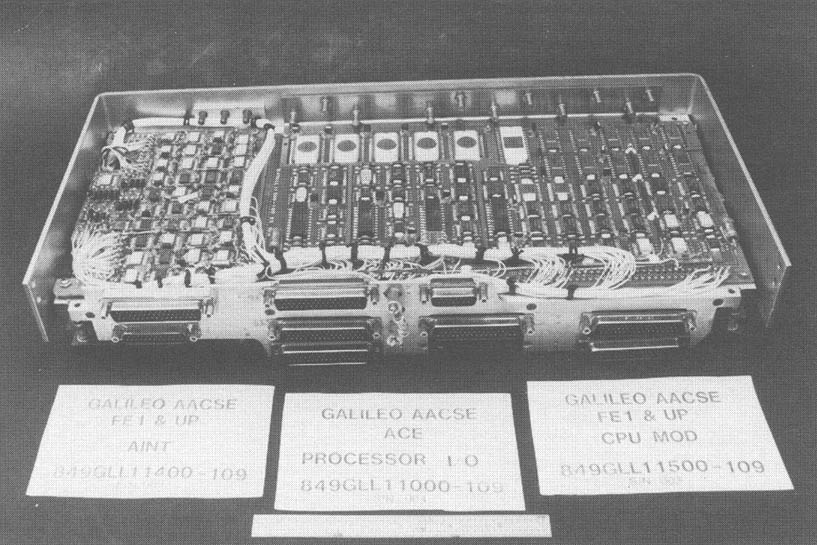 GALILEO AACSE
FE1 & UP
AINT
849GLL11400-109
GALILEO AACSE
ACE
PROCESSOR I/O
849GLL11000-109
GALILEO AACSE
FE1 & UP
CPU MOD
849GLL11500-109
S/N